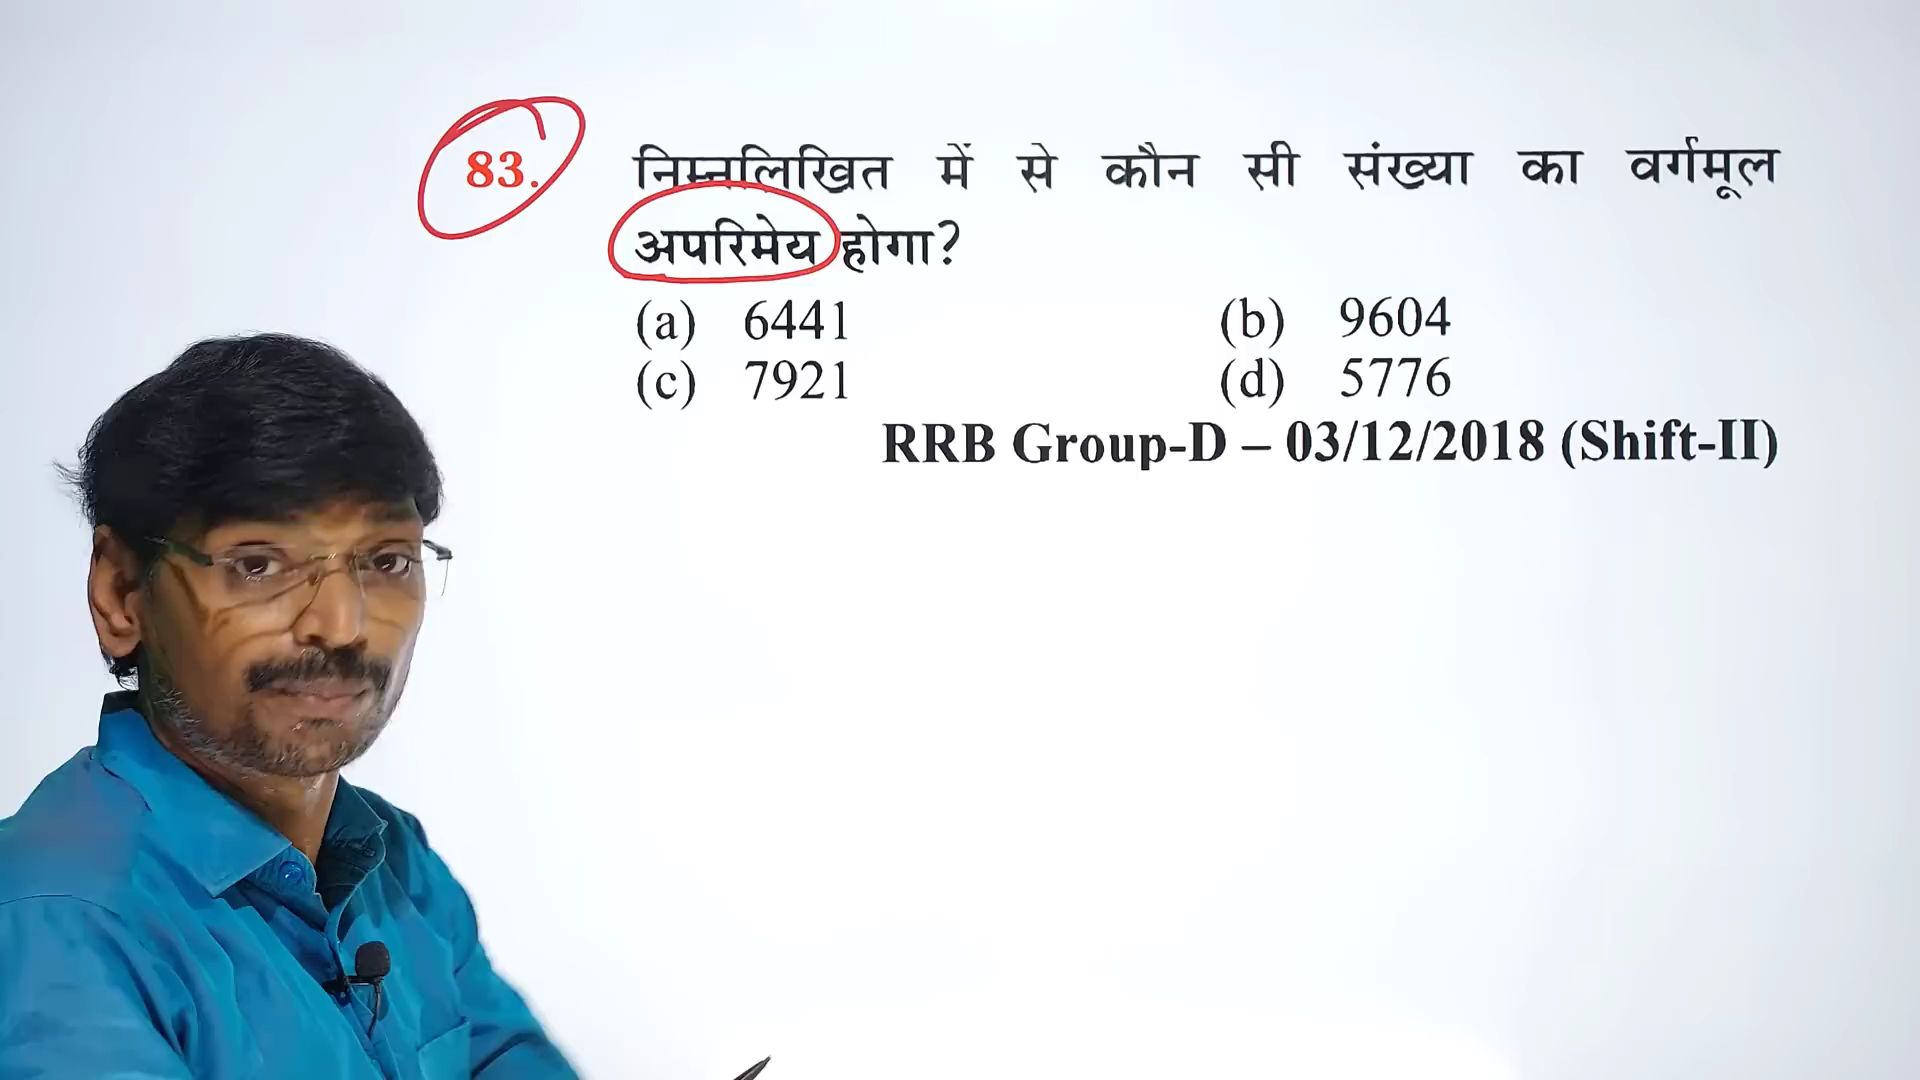 83. निम्नलिखित में से कौन सी संख्या का वर्गमूल
अपरिमेय होगा?
(a) 6441 (b) 9604
(c) 7921 (d) 5776
RRB Group-D – 03/12/2018 (Shift-II)